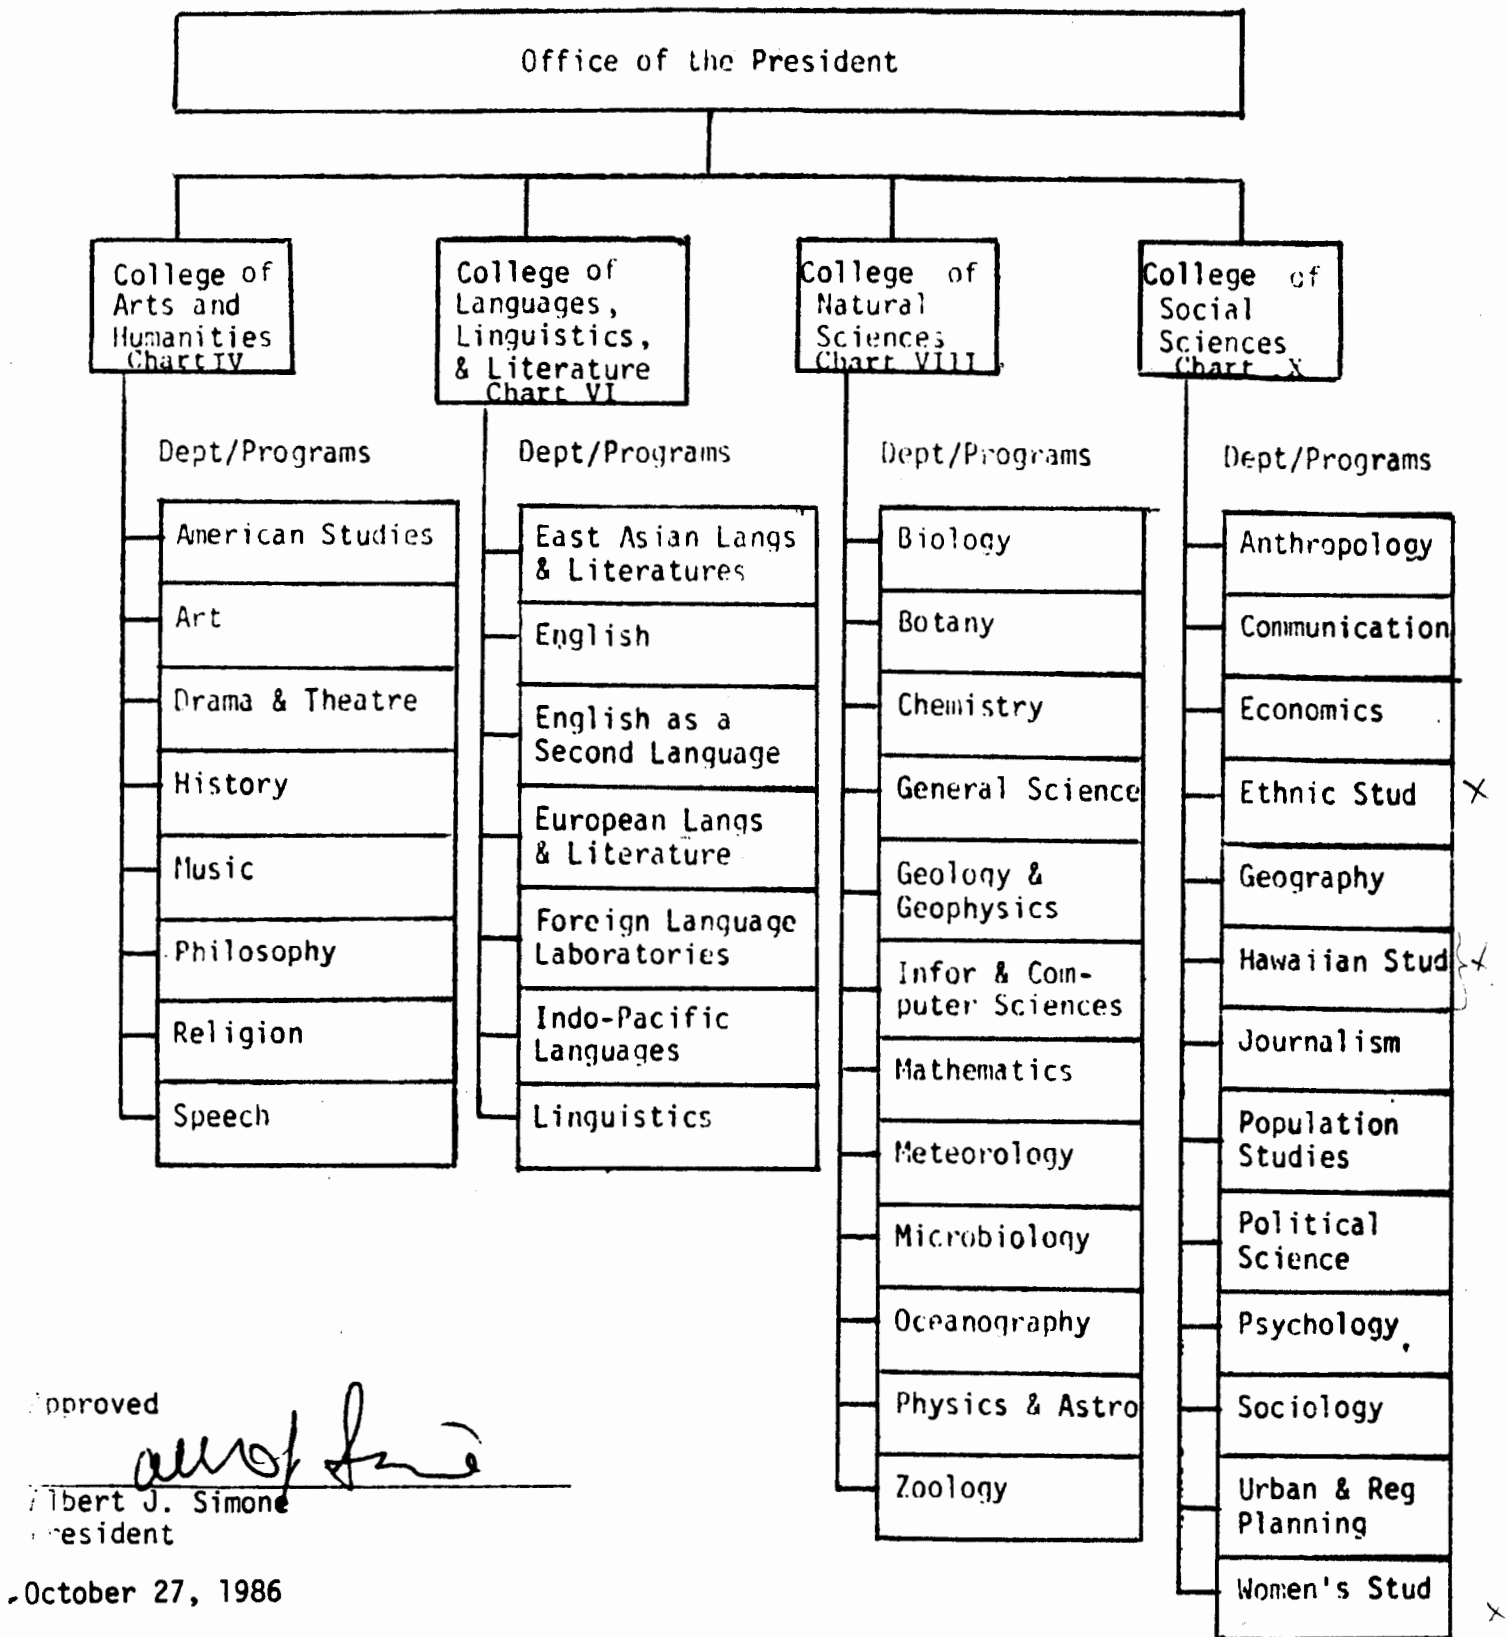 Office of the President
College of
Arts and
Humanities
Chart IV
College of
Languages,
Linguistics,
& Literature
Chart VI
College of
Natural
Sciences
Chart VIII
College of
Social
Sciences
Chart X
Dept/Programs
American Studies
Art
Drama & Theatre
History
Music
Philosophy
Religion
Speech
Dept/Programs
East Asian Langs
& Literatures
English
English as a
Second Language
European Langs
& Literature
Foreign Language
Laboratories
Indo-Pacific
Languages
Linguistics
Dept/Programs
Biology
Botany
Chemistry
General Science
Geology &
Geophysics
Infor & Com-
puter Sciences
Mathematics
Meteorology
Microbiology
Oceanography
Physics & Astro
Zoology
Dept/Programs
Anthropology
Communication
Economics
Ethnic Stud X
Geography
Hawaiian Stud } X
Journalism
Population
Studies
Political
Science
Psychology
Sociology
Urban & Reg
Planning
Women's Stud X
pproved
lbert J. Simone
resident
October 27, 1986